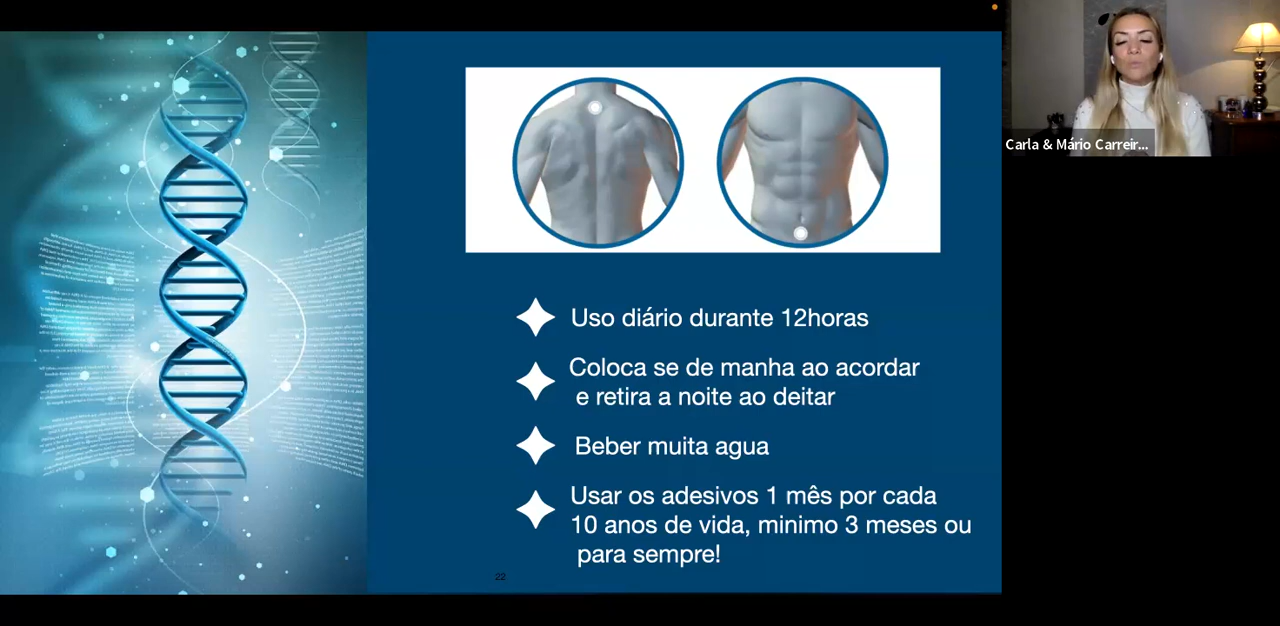 Carla & Mário Carreir...
Uso diário durante 12horas
Coloca se de manha ao acordar
e retira a noite ao deitar
Beber muita agua
Usar os adesivos 1 mês por cada
10 anos de vida, minimo 3 meses ou
para sempre!
22